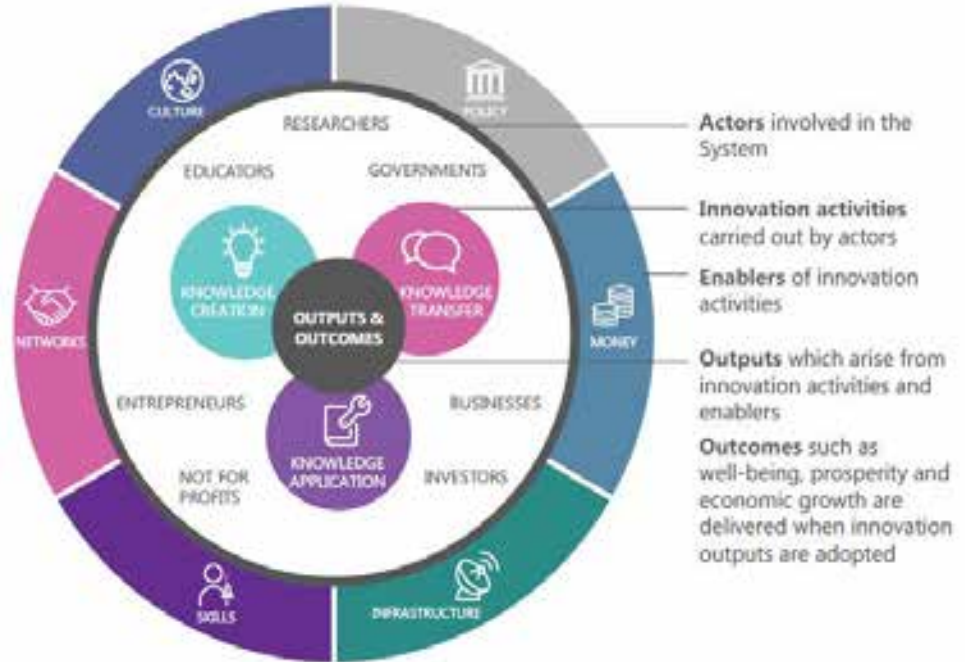 CULTURE
POLICY
RESEARCHERS
EDUCATORS
GOVERNMENTS
KNOWLEDGE
CREATION
KNOWLEDGE
TRANSFER
OUTPUTS &
OUTCOMES
NETWORKS
MONEY
ENTREPRENEURS
BUSINESSES
KNOWLEDGE
APPLICATION
NOT FOR
PROFITS
INVESTORS
SKILLS
INFRASTRUCTURE
Actors involved in the
System
Innovation activities
carried out by actors
Enablers of innovation
activities
Outputs which arise from
innovation activities and
enablers
Outcomes such as
well-being, prosperity and
economic growth are
delivered when innovation
outputs are adopted